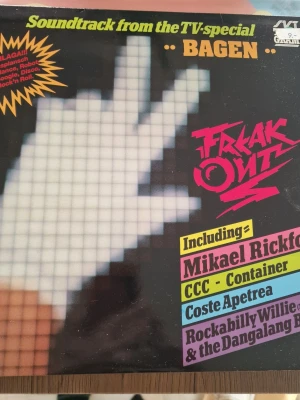 Soundtrack from the TV-special
" BAGEN "
FREAK
OUT
Including:
Mikael Rickfo
CCC - Container
Coste Apetrea
Rockabilly Willie
& the Dangalang B